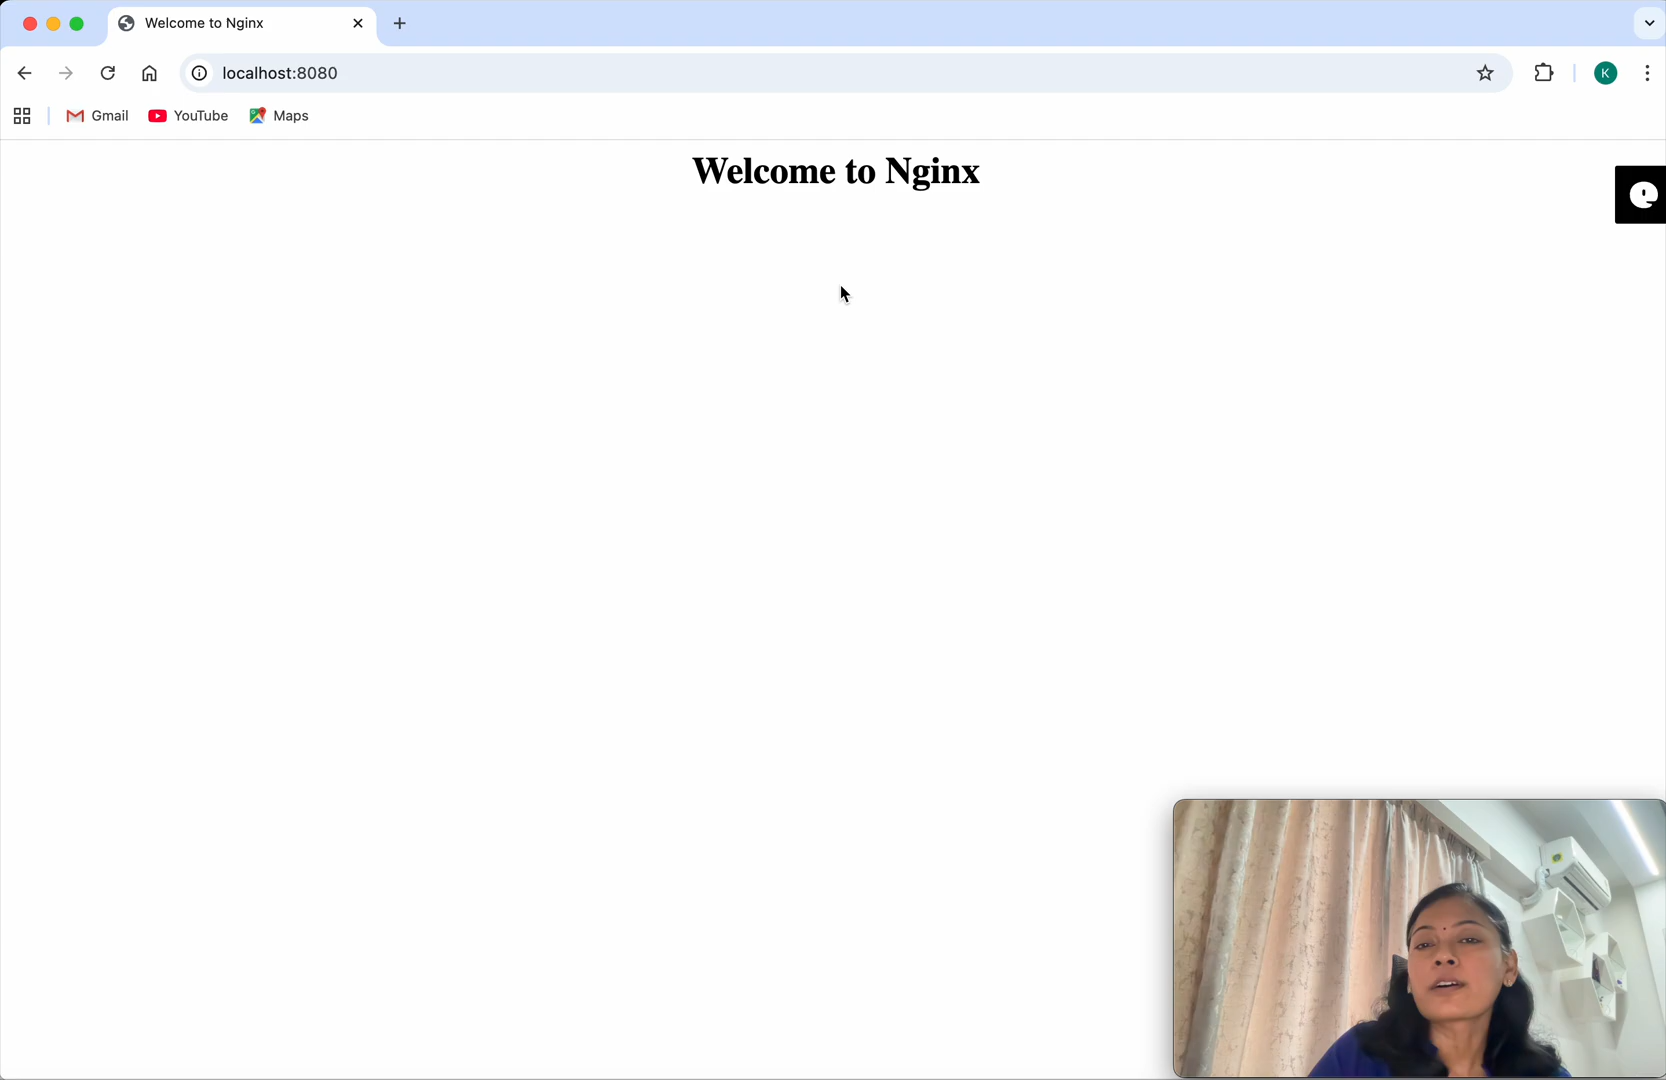 Welcome to Nginx
localhost:8080
K
Gmail
YouTube
Maps
Welcome to Nginx